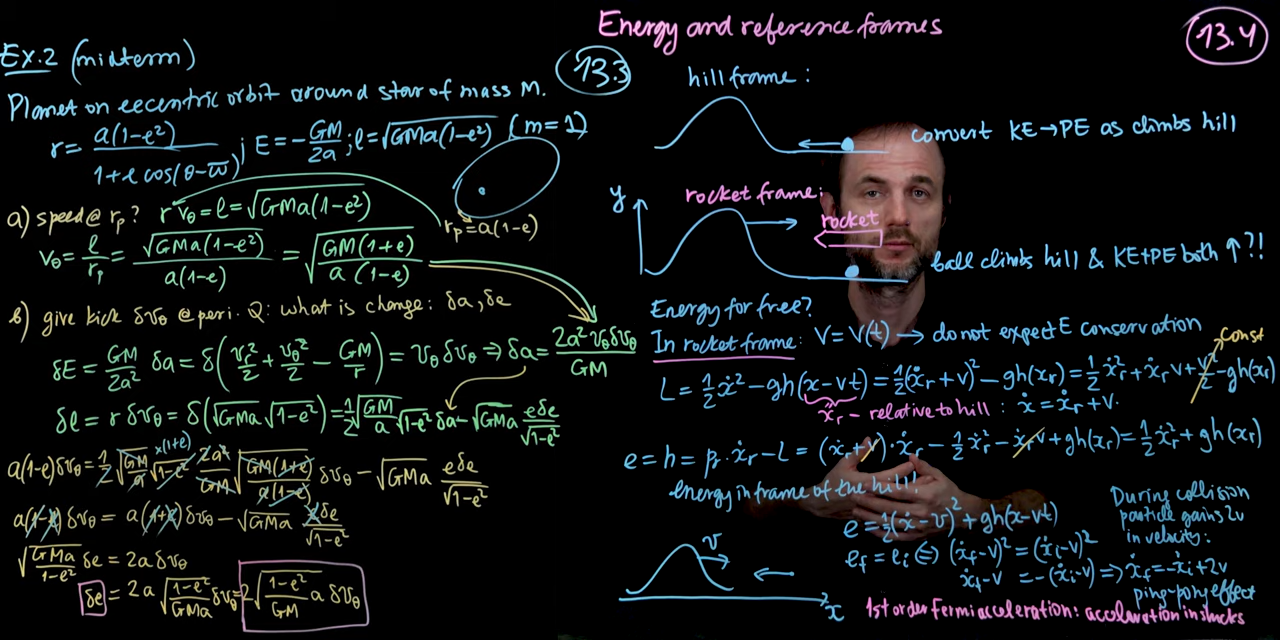 Ex.2 (midterm)
13.3
Planet on eccentric orbit around star of mass M.
r = a(1-e²) / 1+e cos(θ-ϖ) ; E = -GM/2a ; l = √GMa(1-e²) (m=1)
a) speed @ rp? r vθ = l = √GMa(1-e²)
rp = a(1-e)
vθ = l/rp = √GMa(1-e²) / a(1-e) = √(GM(1+e) / a(1-e))
b) give kick δvθ @ peri. Q: what is change: δa, δe
δE = GM/2a² δa = δ(vr²/2 + vθ²/2 - GM/r) = vθ δvθ ⇒ δa = 2a² vθ δvθ / GM
δl = r δvθ = δ(√GMa √1-e²) = 1/2 √GM/a √1-e² δa - √GMa eδe/√1-e²
x(1+e)
a(1-e) δvθ = 1/2 √GM/a √1-e² 2a²/GM √(GM(1+e) / a(1-e)) δvθ - √GMa eδe/√1-e²
a(1-e) δvθ = a(1+e) δvθ - √GMa eδe/√1-e²
√(GMa/1-e²) δe = 2a δvθ
δe = 2a √(1-e²/GMa) δvθ = 2√(1-e²/GM) a δvθ
Energy and reference frames
13.4
hill frame:
convert KE → PE as climbs hill
y
rocket frame:
rocket
ball climbs hill & KE+PE both ↑ ?!
Energy for free?
In rocket frame: V = V(t) → do not expect E conservation
Const
L = 1/2 ẋ² - gh(x-vt) = 1/2 (ẋr+v)² - gh(xr) = 1/2 ẋr² + ẋr v + v²/2 - gh(xr)
xr - relative to hill: ẋ = ẋr + v.
e = h = pr · ẋr - L = (ẋr+v) · ẋr - 1/2 ẋr² - ẋr v + gh(xr) = 1/2 ẋr² + gh(xr)
energy in frame of the hill!
e = 1/2 (ẋ-v)² + gh(x-vt)
ef = ei ⇔ (ẋf-v)² = (ẋi-v)²
ẋf-v = -(ẋi-v) ⇒ ẋf = -ẋi + 2v
During collision
particle gains 2v
in velocity:
ping-pong effect
v
x
1st order Fermi acceleration: acceleration in shocks